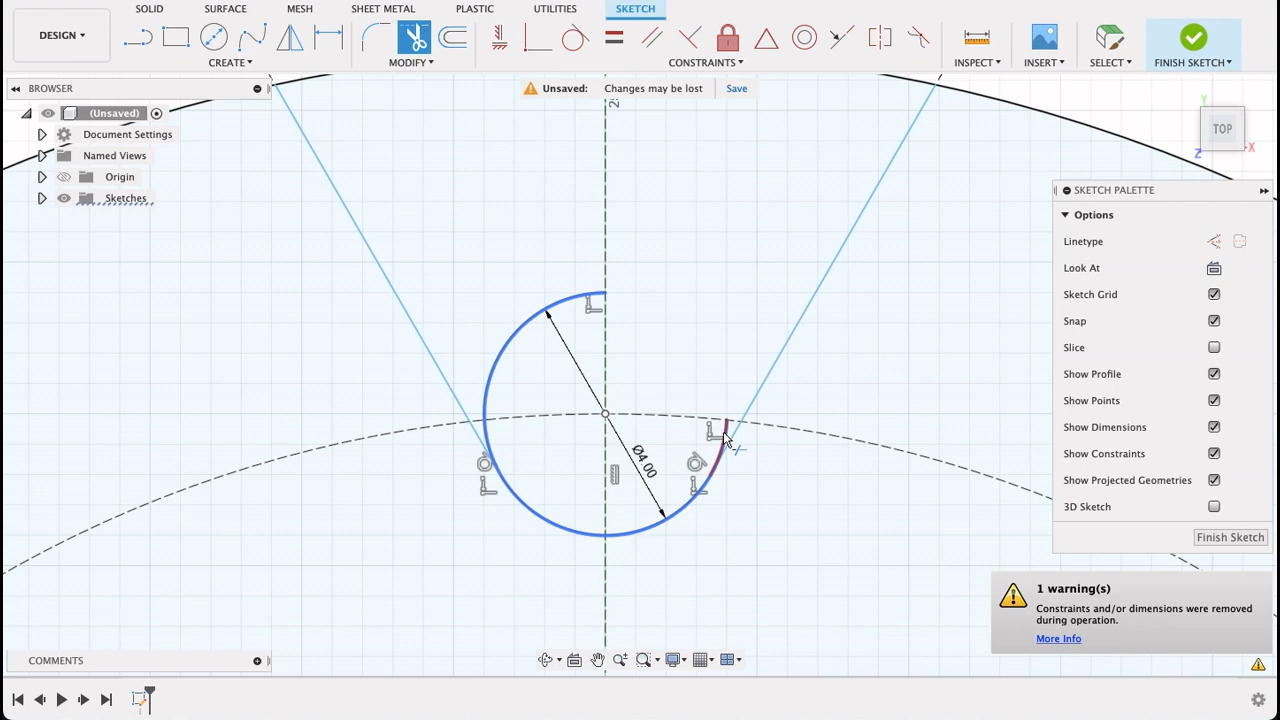 SOLID SURFACE MESH SHEET METAL PLASTIC UTILITIES SKETCH
DESIGN
CREATE MODIFY CONSTRAINTS INSPECT INSERT SELECT FINISH SKETCH
BROWSER
Unsaved: Changes may be lost Save
(Unsaved)
Document Settings
Named Views
Origin
Sketches
TOP
Y
X
Z
2
Ø4.00
SKETCH PALETTE
Options
Linetype
Look At
Sketch Grid
Snap
Slice
Show Profile
Show Points
Show Dimensions
Show Constraints
Show Projected Geometries
3D Sketch
Finish Sketch
1 warning(s)
Constraints and/or dimensions were removed
during operation.
More Info
COMMENTS